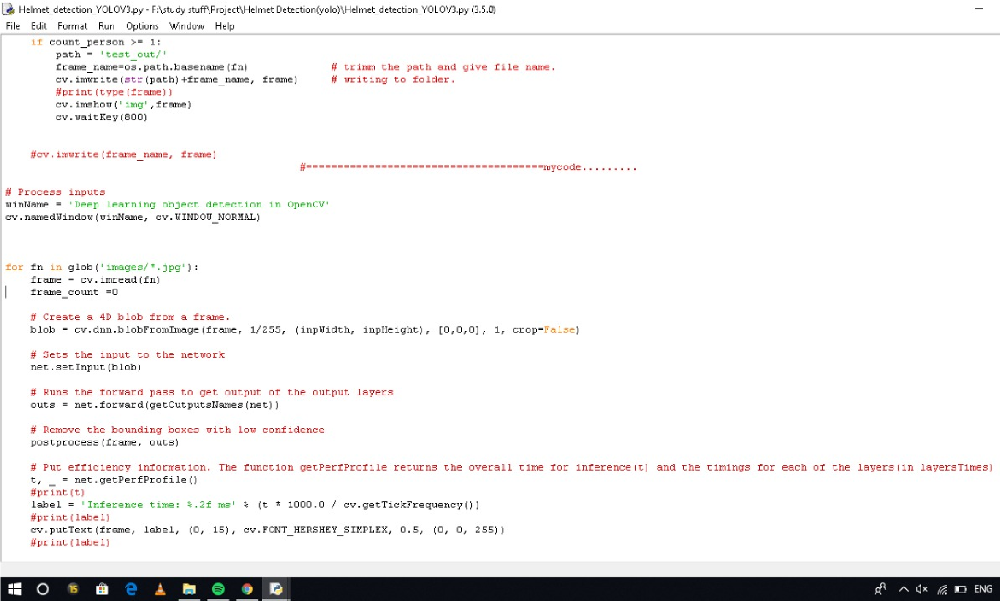 Helmet_detection_YOLOV3.py - F:\study stuff\Project\Helmet Detection(yolo)\Helmet_detection_YOLOV3.py (3.5.0)
File Edit Format Run Options Window Help
    if count_person >= 1:
        path = 'test_out/'
        frame_name=os.path.basename(fn)             # trimm the path and give file name.
        cv.imwrite(str(path)+frame_name, frame)     # writing to folder.
        #print(type(frame))
        cv.imshow('img',frame)
        cv.waitKey(800)
    #cv.imwrite(frame_name, frame)
#======================================mycode.........
# Process inputs
winName = 'Deep learning object detection in OpenCV'
cv.namedWindow(winName, cv.WINDOW_NORMAL)
for fn in glob('images/*.jpg'):
    frame = cv.imread(fn)
    frame_count =0
    # Create a 4D blob from a frame.
    blob = cv.dnn.blobFromImage(frame, 1/255, (inpWidth, inpHeight), [0,0,0], 1, crop=False)
    # Sets the input to the network
    net.setInput(blob)
    # Runs the forward pass to get output of the output layers
    outs = net.forward(getOutputsNames(net))
    # Remove the bounding boxes with low confidence
    postprocess(frame, outs)
    # Put efficiency information. The function getPerfProfile returns the overall time for inference(t) and the timings for each of the layers(in layersTimes)
    t, _ = net.getPerfProfile()
    #print(t)
    label = 'Inference time: %.2f ms' % (t * 1000.0 / cv.getTickFrequency())
    #print(label)
    cv.putText(frame, label, (0, 15), cv.FONT_HERSHEY_SIMPLEX, 0.5, (0, 0, 255))
    #print(label)
15
ENG